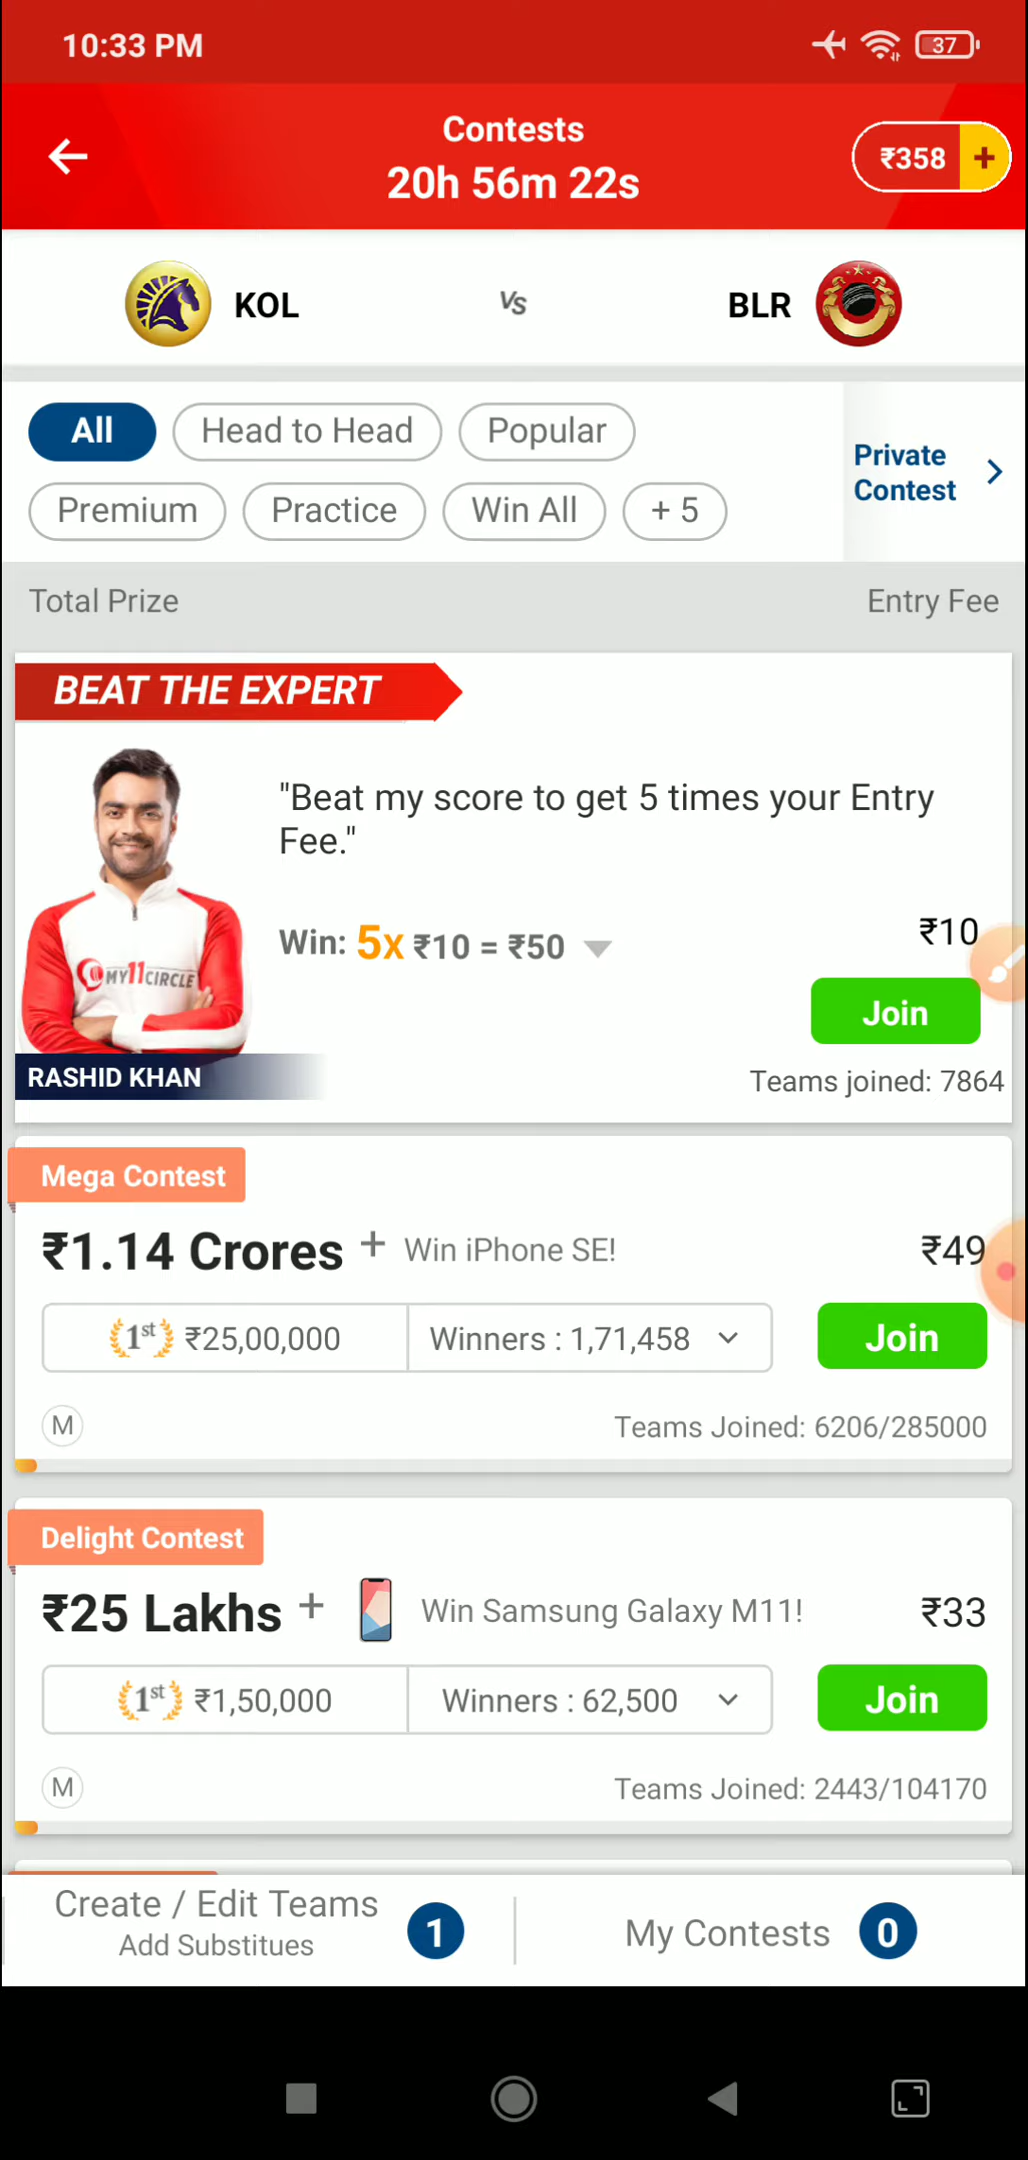 10:33 PM
37
Contests
20h 56m 22s
₹358 +
KOL
VS
BLR
All
Head to Head
Popular
Private
Contest
Premium
Practice
Win All
+ 5
Total Prize
Entry Fee
BEAT THE EXPERT
"Beat my score to get 5 times your Entry
Fee."
Win: 5x ₹10 = ₹50
₹10
MY11CIRCLE
Join
RASHID KHAN
Teams joined: 7864
Mega Contest
₹1.14 Crores + Win iPhone SE!
₹49
1st ₹25,00,000
Winners : 1,71,458
Join
M
Teams Joined: 6206/285000
Delight Contest
₹25 Lakhs + Win Samsung Galaxy M11!
₹33
1st ₹1,50,000
Winners : 62,500
Join
M
Teams Joined: 2443/104170
Create / Edit Teams
Add Substitues
1
My Contests
0